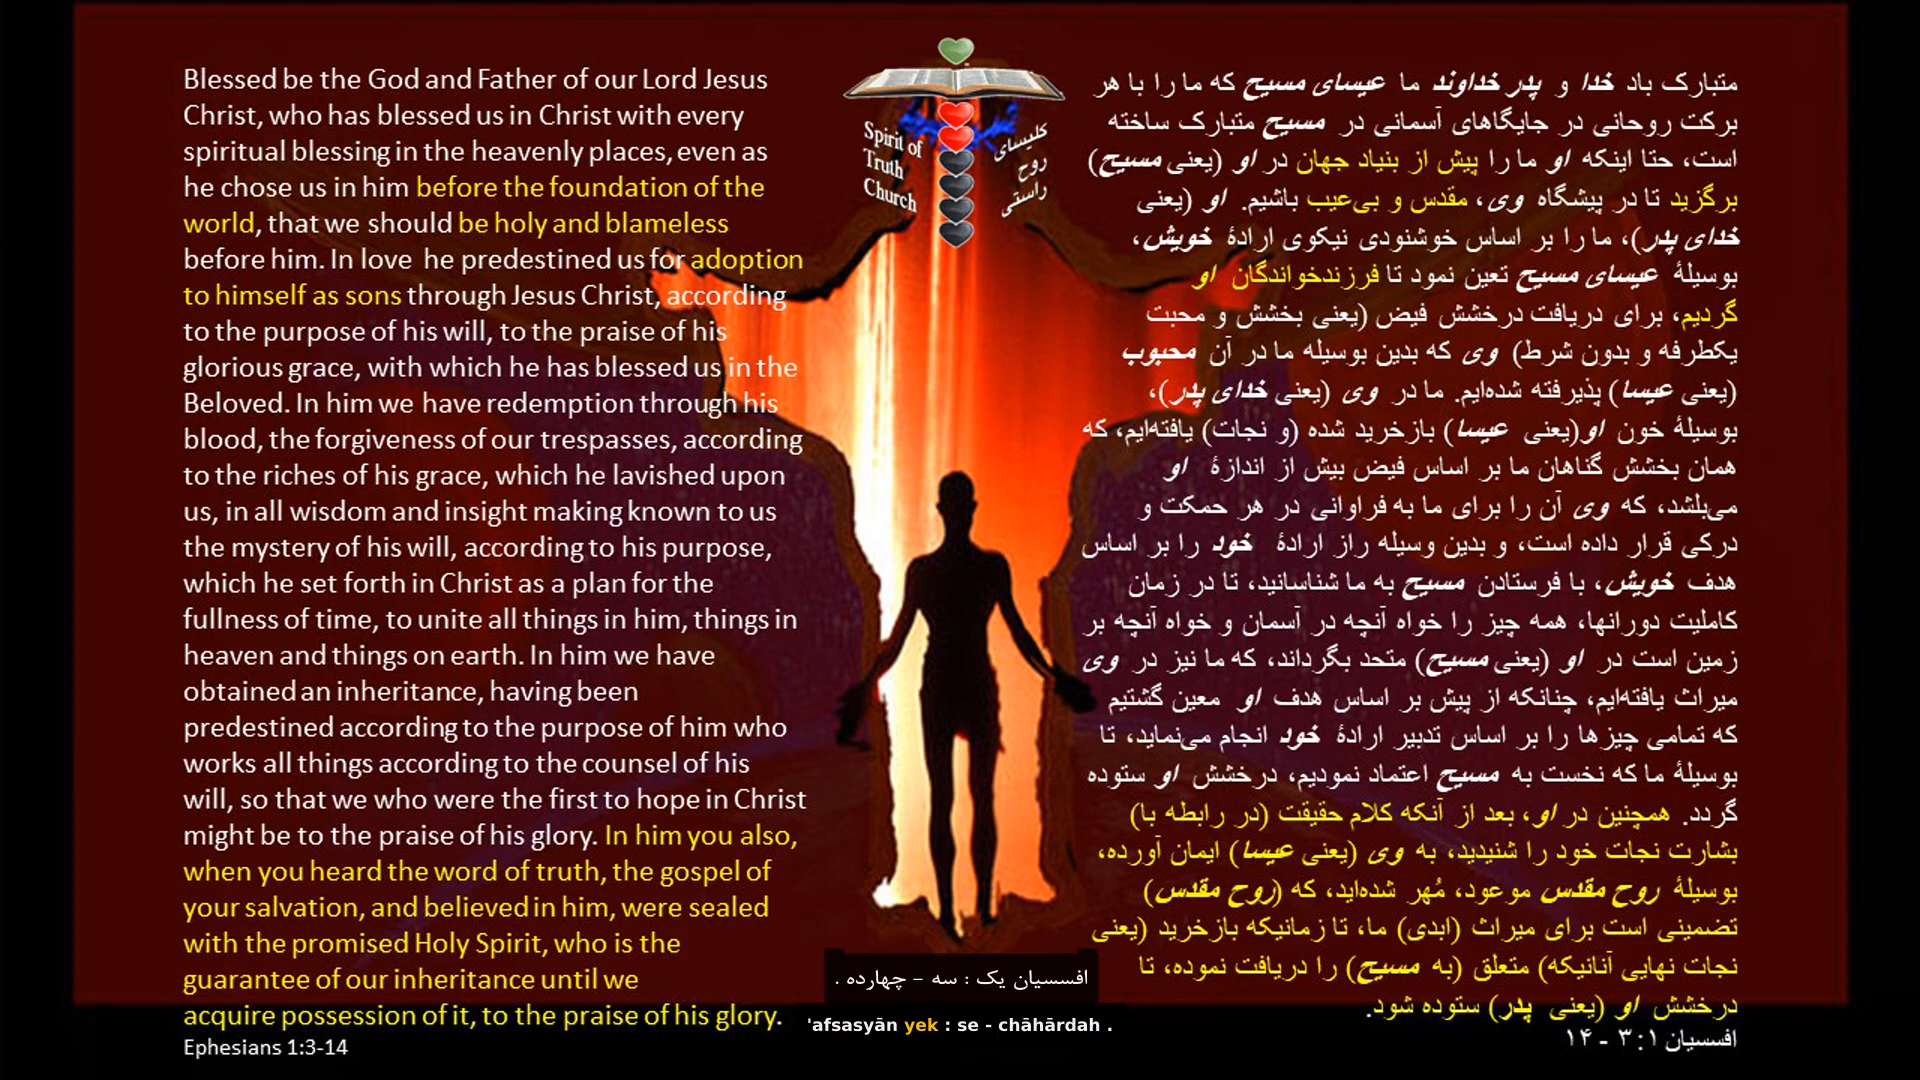 Blessed be the God and Father of our Lord Jesus
Christ, who has blessed us in Christ with every
spiritual blessing in the heavenly places, even as
he chose us in him before the foundation of the
world, that we should be holy and blameless
before him. In love  he predestined us for adoption
to himself as sons through Jesus Christ, according
to the purpose of his will, to the praise of his
glorious grace, with which he has blessed us in the
Beloved. In him we have redemption through his
blood, the forgiveness of our trespasses, according
to the riches of his grace, which he lavished upon
us, in all wisdom and insight making known to us
the mystery of his will, according to his purpose,
which he set forth in Christ as a plan for the
fullness of time, to unite all things in him, things in
heaven and things on earth. In him we have
obtained an inheritance, having been
predestined according to the purpose of him who
works all things according to the counsel of his
will, so that we who were the first to hope in Christ
might be to the praise of his glory. In him you also,
when you heard the word of truth, the gospel of
your salvation, and believed in him, were sealed
with the promised Holy Spirit, who is the
guarantee of our inheritance until we
acquire possession of it, to the praise of his glory.
Ephesians 1:3-14
Spirit of
Truth
Church
کلیسای
روح
راستی
متبارک باد خدا و پدر خداوند ما عیسای مسیح که ما را با هر
برکت روحانی در جایگاهای آسمانی در مسیح متبارک ساخته
است، حتا اینکه او ما را پیش از بنیاد جهان در او (یعنی مسیح)
برگزید تا در پیشگاه وی، مقدس و بی‌عیب باشیم. او (یعنی
خدای پدر)، ما را بر اساس خوشنودی نیکوی ارادۀ خویش،
بوسیلۀ عیسای مسیح تعین نمود تا فرزندخواندگان او
گردیم، برای دریافت درخشش فیض (یعنی بخشش و محبت
یکطرفه و بدون شرط) وی که بدین بوسیله ما در آن محبوب
(یعنی عیسا) پذیرفته شده‌ایم. ما در وی (یعنی خدای پدر)،
بوسیلۀ خون او(یعنی عیسا) بازخرید شده (و نجات) یافته‌ایم، که
همان بخشش گناهان ما بر اساس فیض بیش از اندازۀ او
می‌بلشد، که وی آن را برای ما به فراوانی در هر حمکت و
درکی قرار داده است، و بدین وسیله راز ارادۀ خود را بر اساس
هدف خویش، با فرستادن مسیح به ما شناسانید، تا در زمان
کاملیت دورانها، همه چیز را خواه آنچه در آسمان و خواه آنچه بر
زمین است در او (یعنی مسیح) متحد بگرداند، که ما نیز در وی
میراث یافته‌ایم، چنانکه از پیش بر اساس هدف او معین گشتیم
که تمامی چیزها را بر اساس تدبیر ارادۀ خود انجام می‌نماید، تا
بوسیلۀ ما که نخست به مسیح اعتماد نمودیم، درخشش او ستوده
گردد. همچنین در او، بعد از آنکه کلام حقیقت (در رابطه با)
بشارت نجات خود را شنیدید، به وی (یعنی عیسا) ایمان آورده،
بوسیلۀ روح مقدس موعود، مُهر شده‌اید، که (روح مقدس)
تضمینی است برای میراث (ابدی) ما، تا زمانیکه بازخرید (یعنی
نجات نهایی آنانیکه) متعلق (به مسیح) را دریافت نموده، تا
درخشش او (یعنی پدر) ستوده شود.
افسسیان ۱:۳ - ۱۴
افسسیان یک : سه – چهارده .
'afsasyān yek : se - chāhārdah .